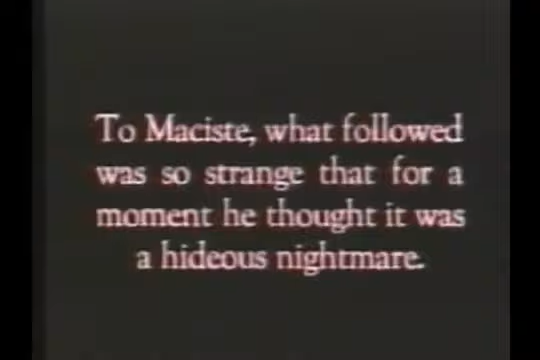 To Maciste, what followed
was so strange that for a
moment he thought it was
a hideous nightmare.